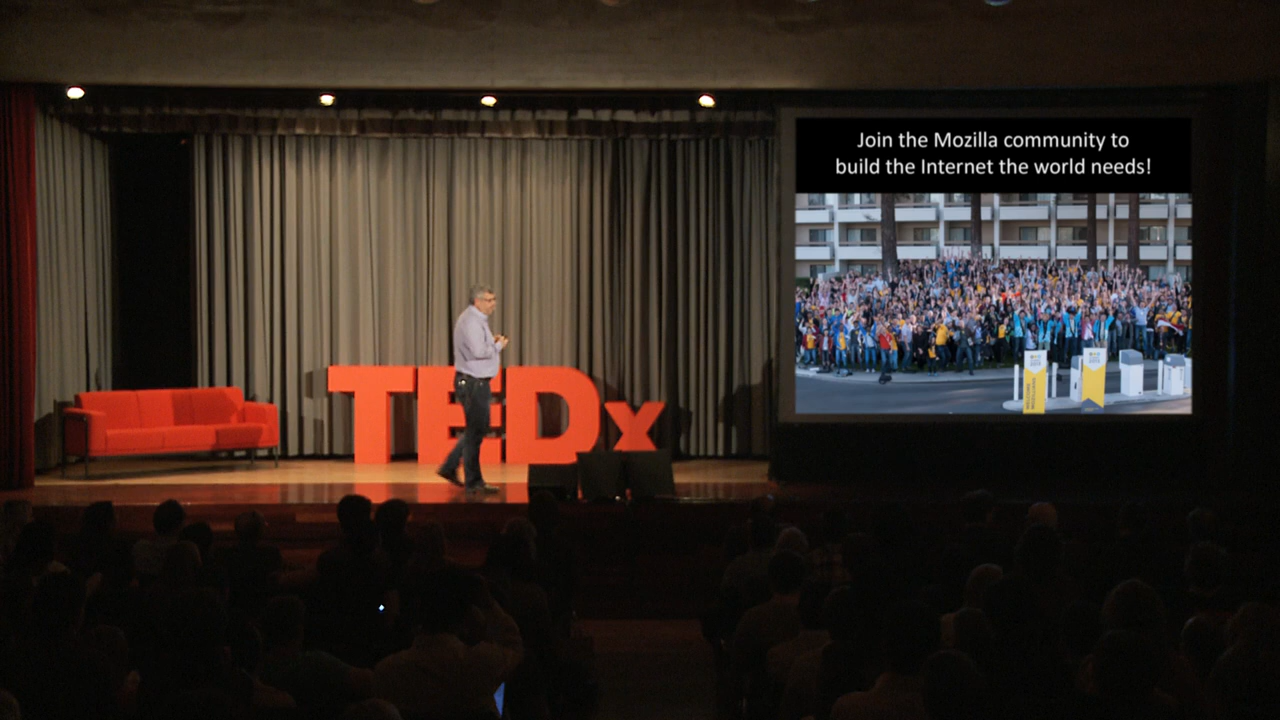 TEDx
Join the Mozilla community to
build the Internet the world needs!